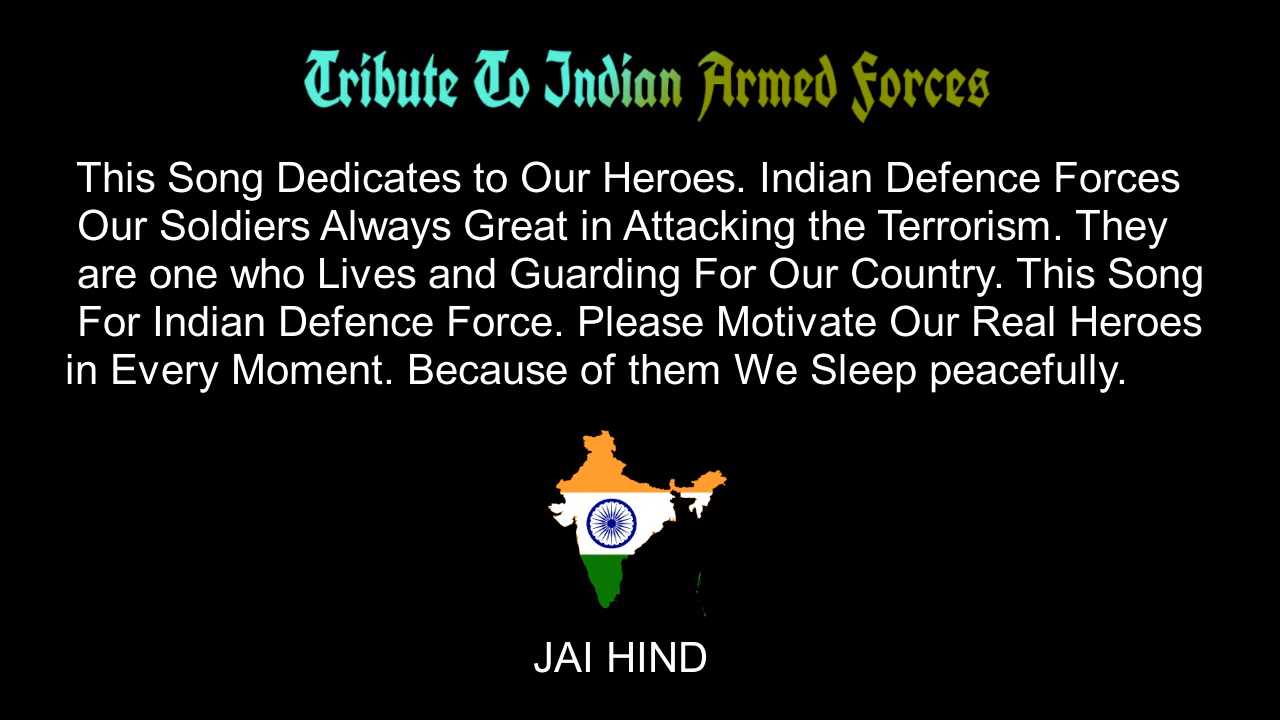 Tribute To Indian Armed Forces
This Song Dedicates to Our Heroes. Indian Defence Forces
Our Soldiers Always Great in Attacking the Terrorism. They
are one who Lives and Guarding For Our Country. This Song
For Indian Defence Force. Please Motivate Our Real Heroes
in Every Moment. Because of them We Sleep peacefully.
JAI HIND